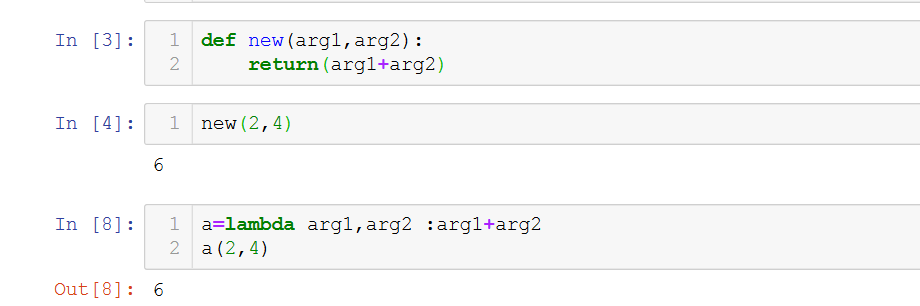 In [3]: 1 def new(arg1,arg2):
2     return(arg1+arg2)
In [4]: 1 new(2,4)
6
In [8]: 1 a=lambda arg1,arg2 :arg1+arg2
2 a(2,4)
Out[8]: 6